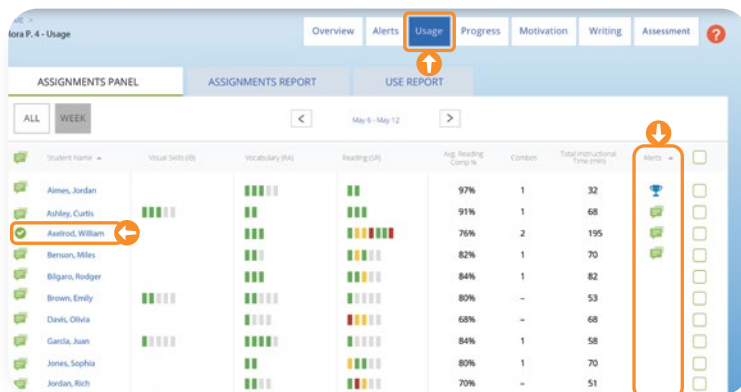 lora P. 4 - Usage
Overview Alerts Usage Progress Motivation Writing Assessment ?
ASSIGNMENTS PANEL ASSIGNMENTS REPORT USE REPORT
ALL WEEK < May 6 - May 12 >
Student Name Visual Skills (IB) Vocabulary (RA) Reading (SR) Avg. Reading Comp % Combos Total Instructional Time (min) Alerts
Aimes, Jordan 97% 1 32
Ashley, Curtis 91% 1 68
Axelrod, William 76% 2 195
Benson, Miles 82% 1 70
Bilgaro, Rodger 84% 1 82
Brown, Emily 80% – 53
Davis, Olivia 68% – 68
Garcia, Juan 84% 1 58
Jones, Sophia 80% 1 70
Jordan, Rich 70% – 51